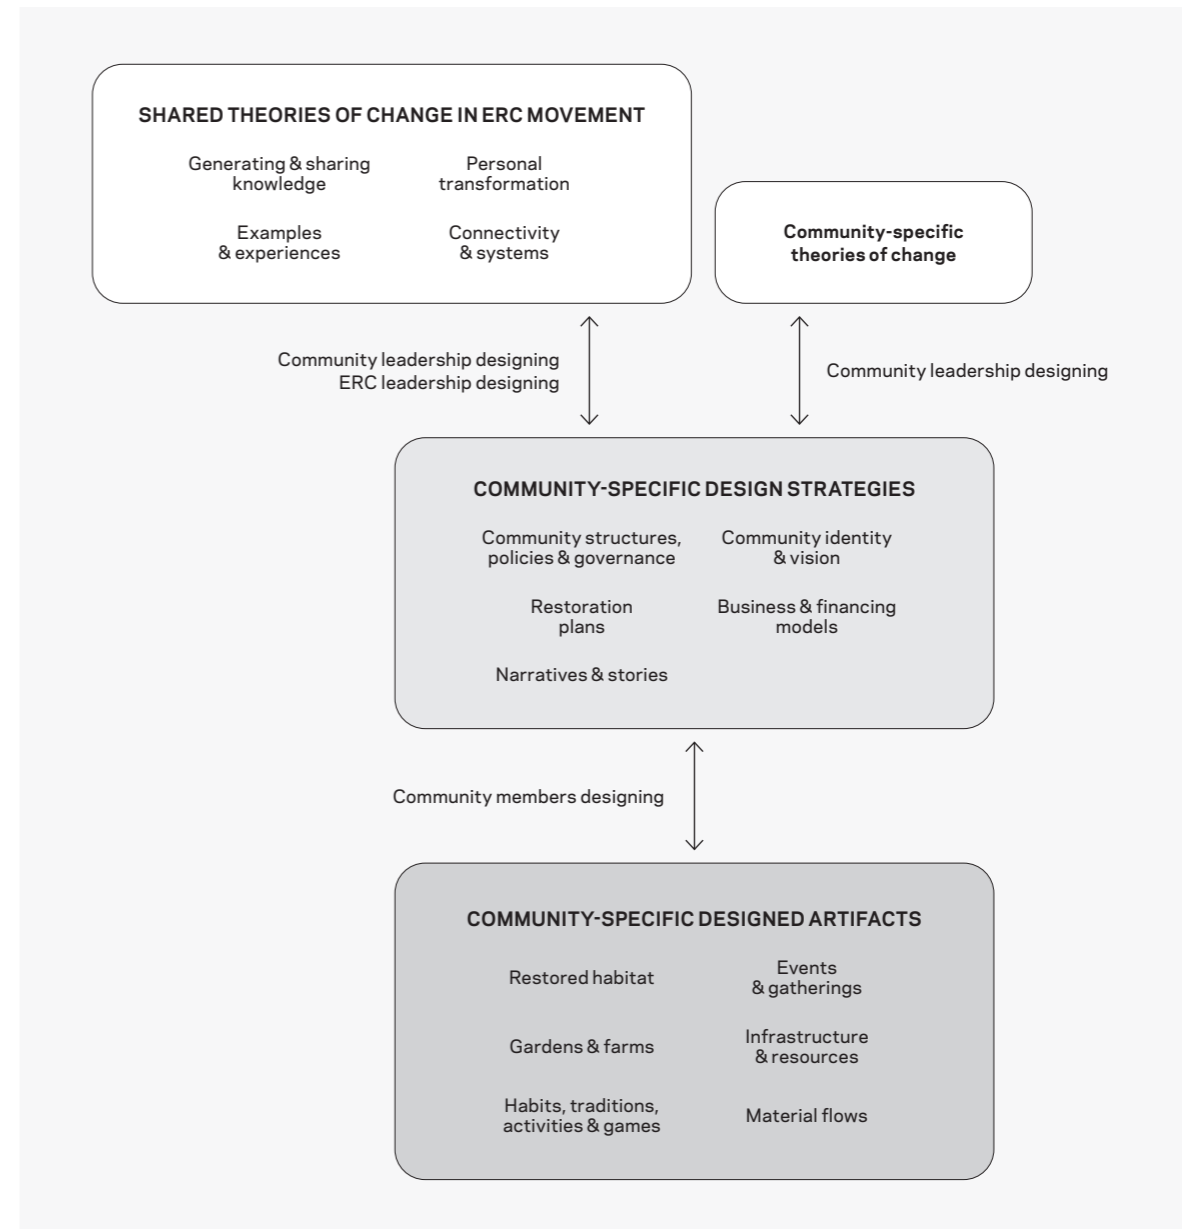 SHARED THEORIES OF CHANGE IN ERC MOVEMENT
Generating & sharing
knowledge
Personal
transformation
Examples
& experiences
Connectivity
& systems
Community-specific
theories of change
Community leadership designing
ERC leadership designing
Community leadership designing
COMMUNITY-SPECIFIC DESIGN STRATEGIES
Community structures,
policies & governance
Community identity
& vision
Restoration
plans
Business & financing
models
Narratives & stories
Community members designing
COMMUNITY-SPECIFIC DESIGNED ARTIFACTS
Restored habitat
Events
& gatherings
Gardens & farms
Infrastructure
& resources
Habits, traditions,
activities & games
Material flows